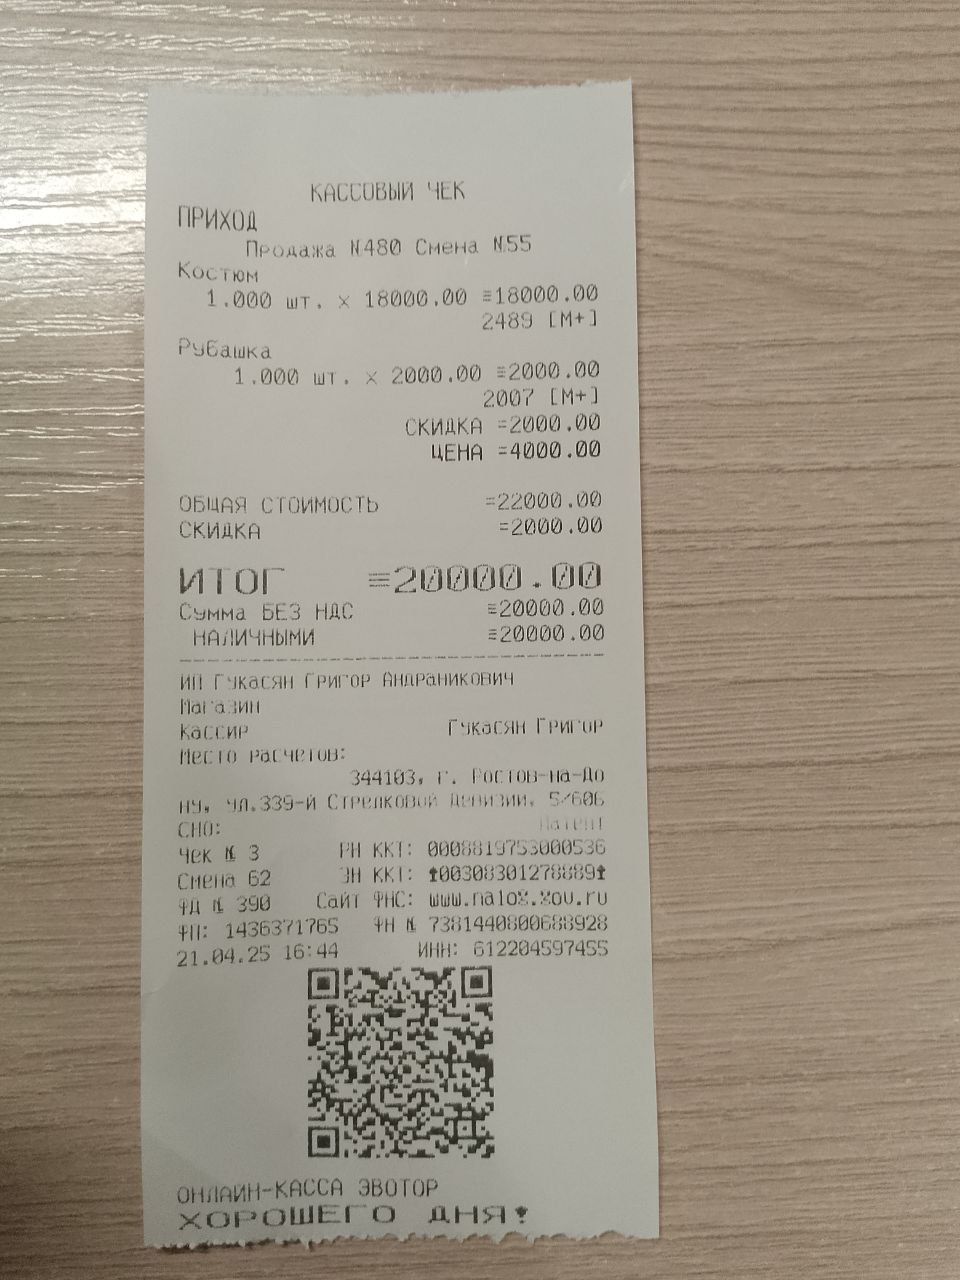 КАССОВЫЙ ЧЕК
ПРИХОД
Продажа №480 Смена №55
Костюм
1.000 шт. x 18000.00 ≡18000.00
2489 [М+]
Рубашка
1.000 шт. x 2000.00 ≡2000.00
2007 [М+]
СКИДКА =2000.00
ЦЕНА =4000.00
ОБЩАЯ СТОИМОСТЬ =22000.00
СКИДКА =2000.00
ИТОГ ≡20000.00
Сумма БЕЗ НДС ≡20000.00
НАЛИЧНЫМИ ≡20000.00
ИП Гукасян Григор Андраникович
Магазин
Кассир Гукасян Григор
Место расчетов:
344103, г. Ростов-на-До
ну, ул.339-й Стрелковой Дивизии, 5/606
СНО: Патент
Чек № 3 РН ККТ: 0008819753000536
Смена 62 ЗН ККТ: ↟00308301278889↟
ФД № 390 Сайт ФНС: www.nalog.gov.ru
ФП: 1436371765 ФН № 7381440800688928
21.04.25 16:44 ИНН: 612204597455
ОНЛАЙН-КАССА ЭВОТОР
ХОРОШЕГО ДНЯ!